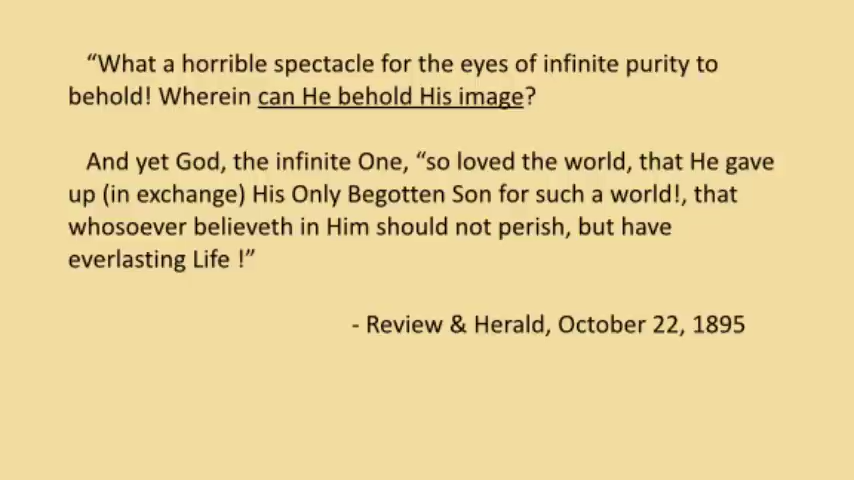 “What a horrible spectacle for the eyes of infinite purity to
behold! Wherein can He behold His image?
And yet God, the infinite One, “so loved the world, that He gave
up (in exchange) His Only Begotten Son for such a world!, that
whosoever believeth in Him should not perish, but have
everlasting Life !”
- Review & Herald, October 22, 1895